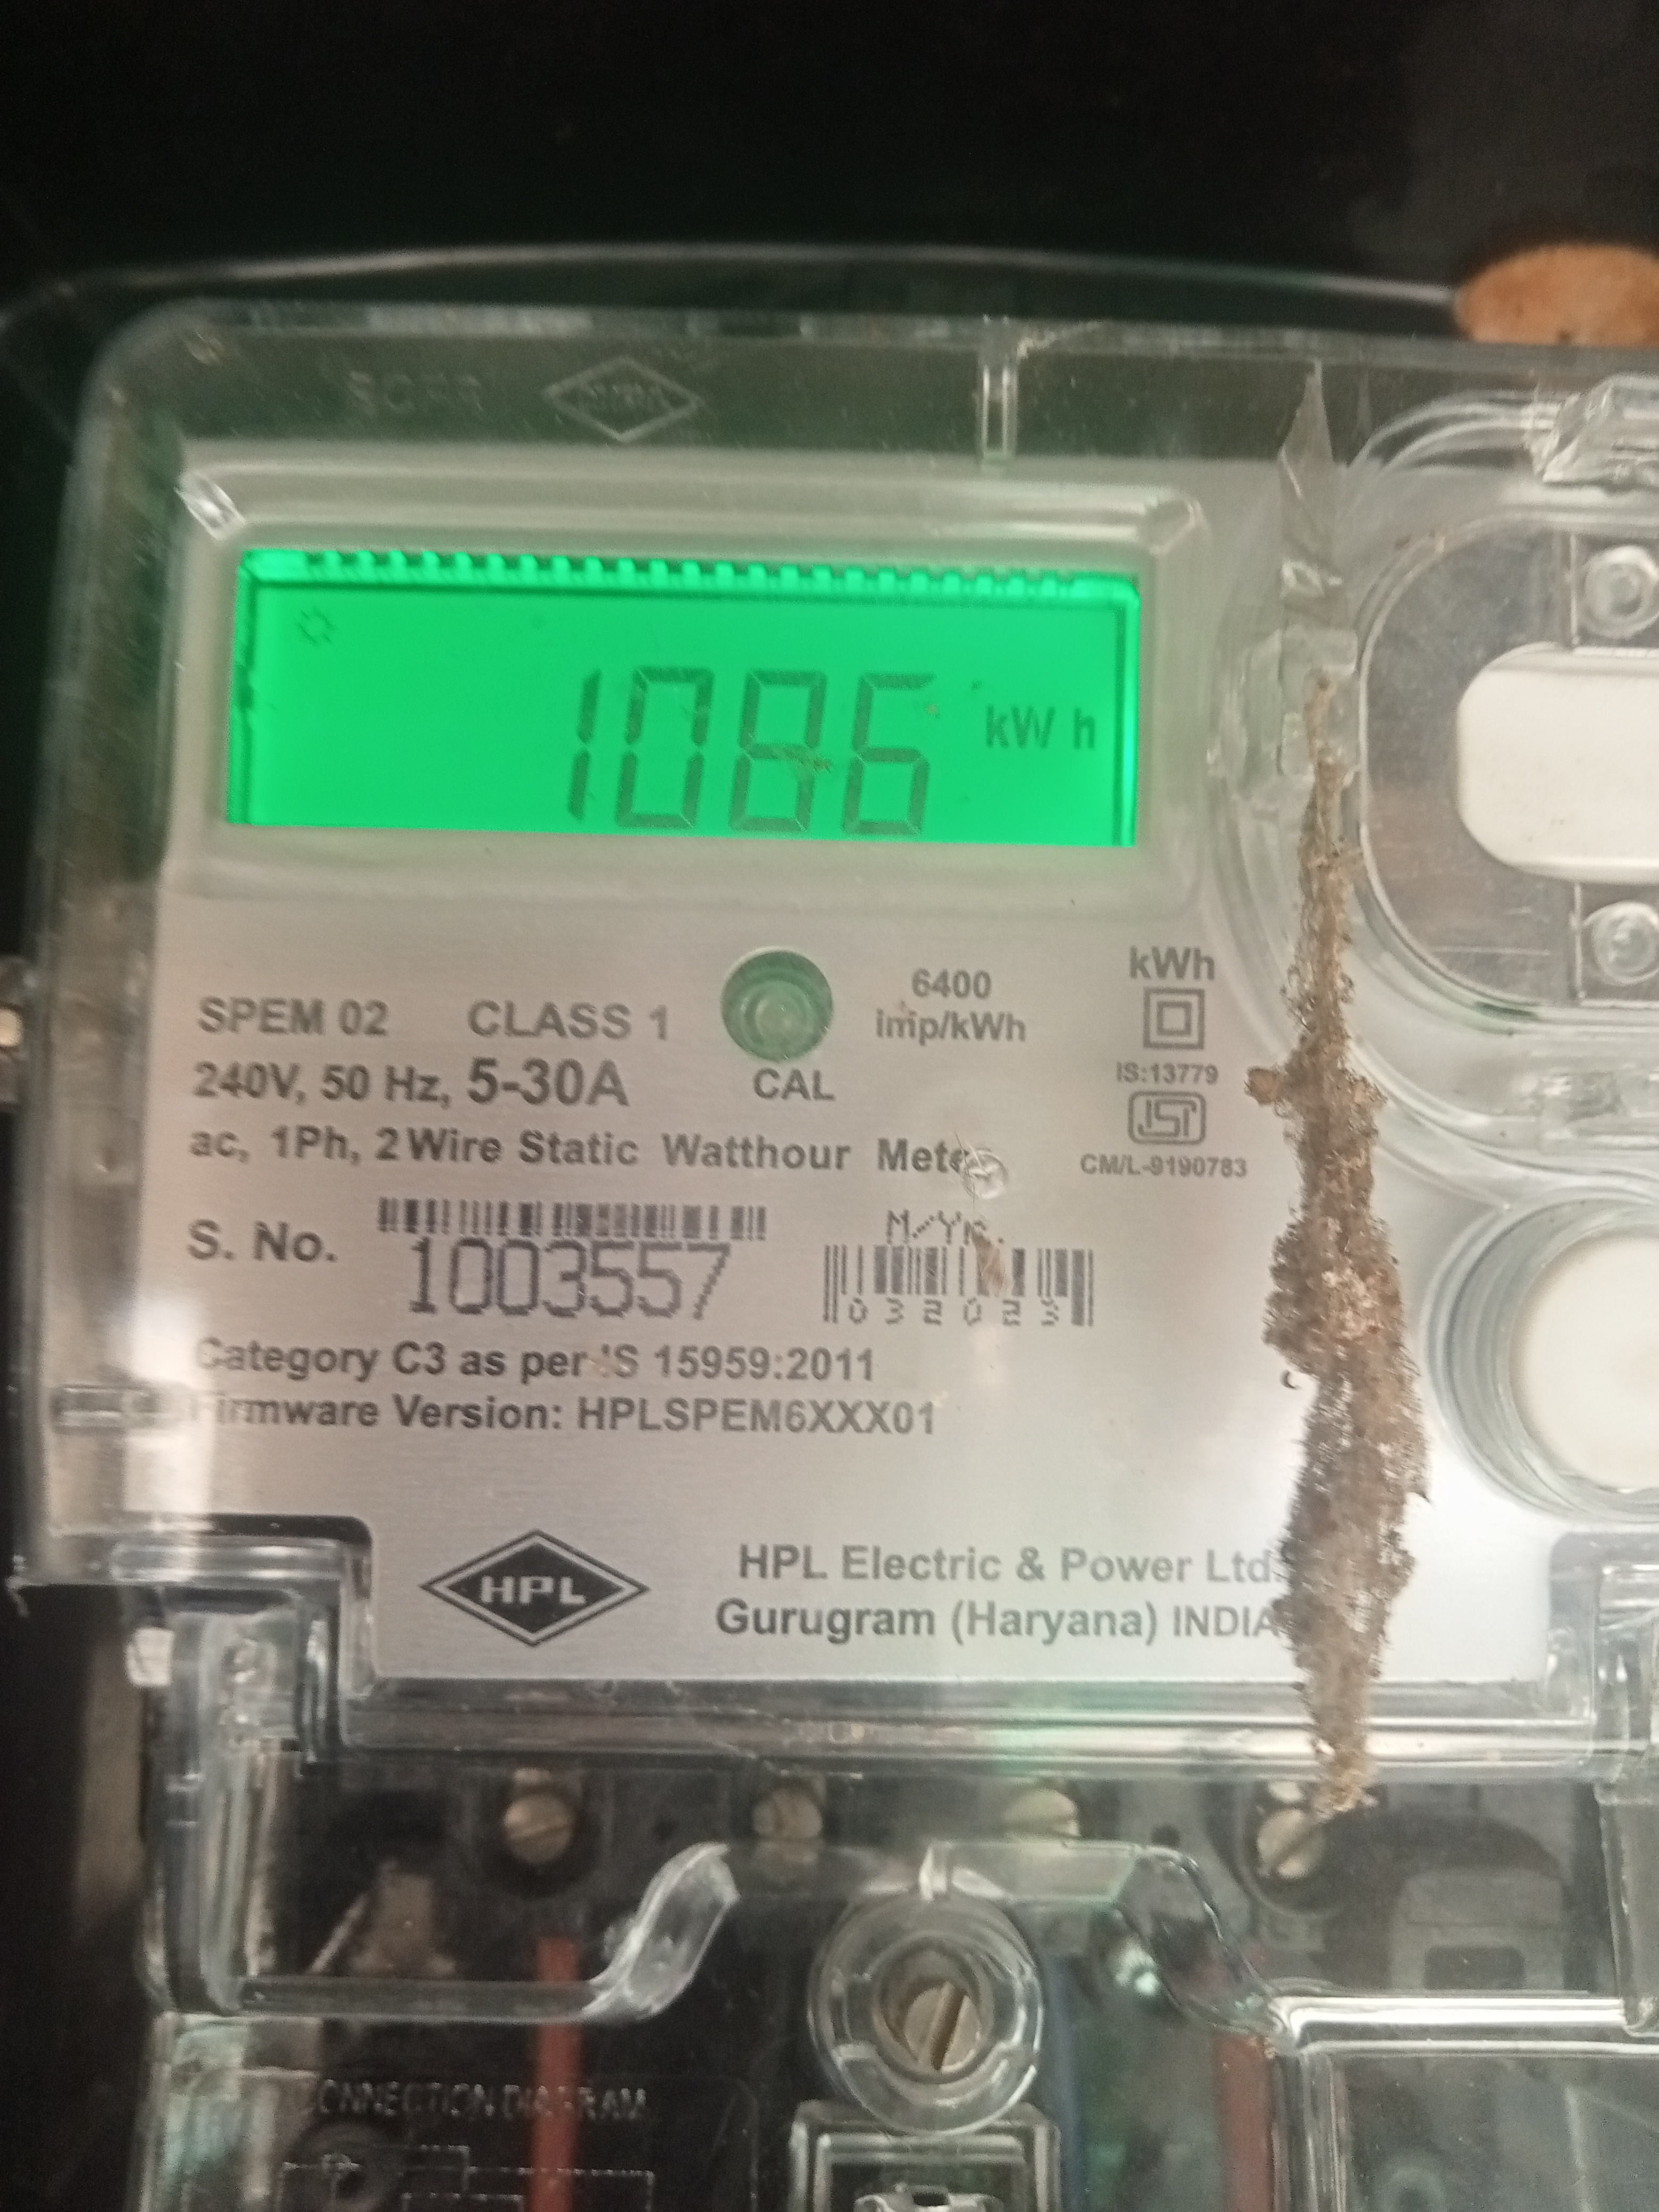 1086 kW h
SPEM 02 CLASS 1
240V, 50 Hz, 5-30A
CAL
6400
imp/kWh
kWh
IS:13779
ISI
CM/L-9190783
ac, 1Ph, 2 Wire Static Watthour Meter
S. No. 1003557
M/Yr.
032023
Category C3 as per IS 15959:2011
Firmware Version: HPLSPEM6XXX01
HPL
HPL Electric & Power Ltd.
Gurugram (Haryana) INDIA
CONNECTION DIAGRAM